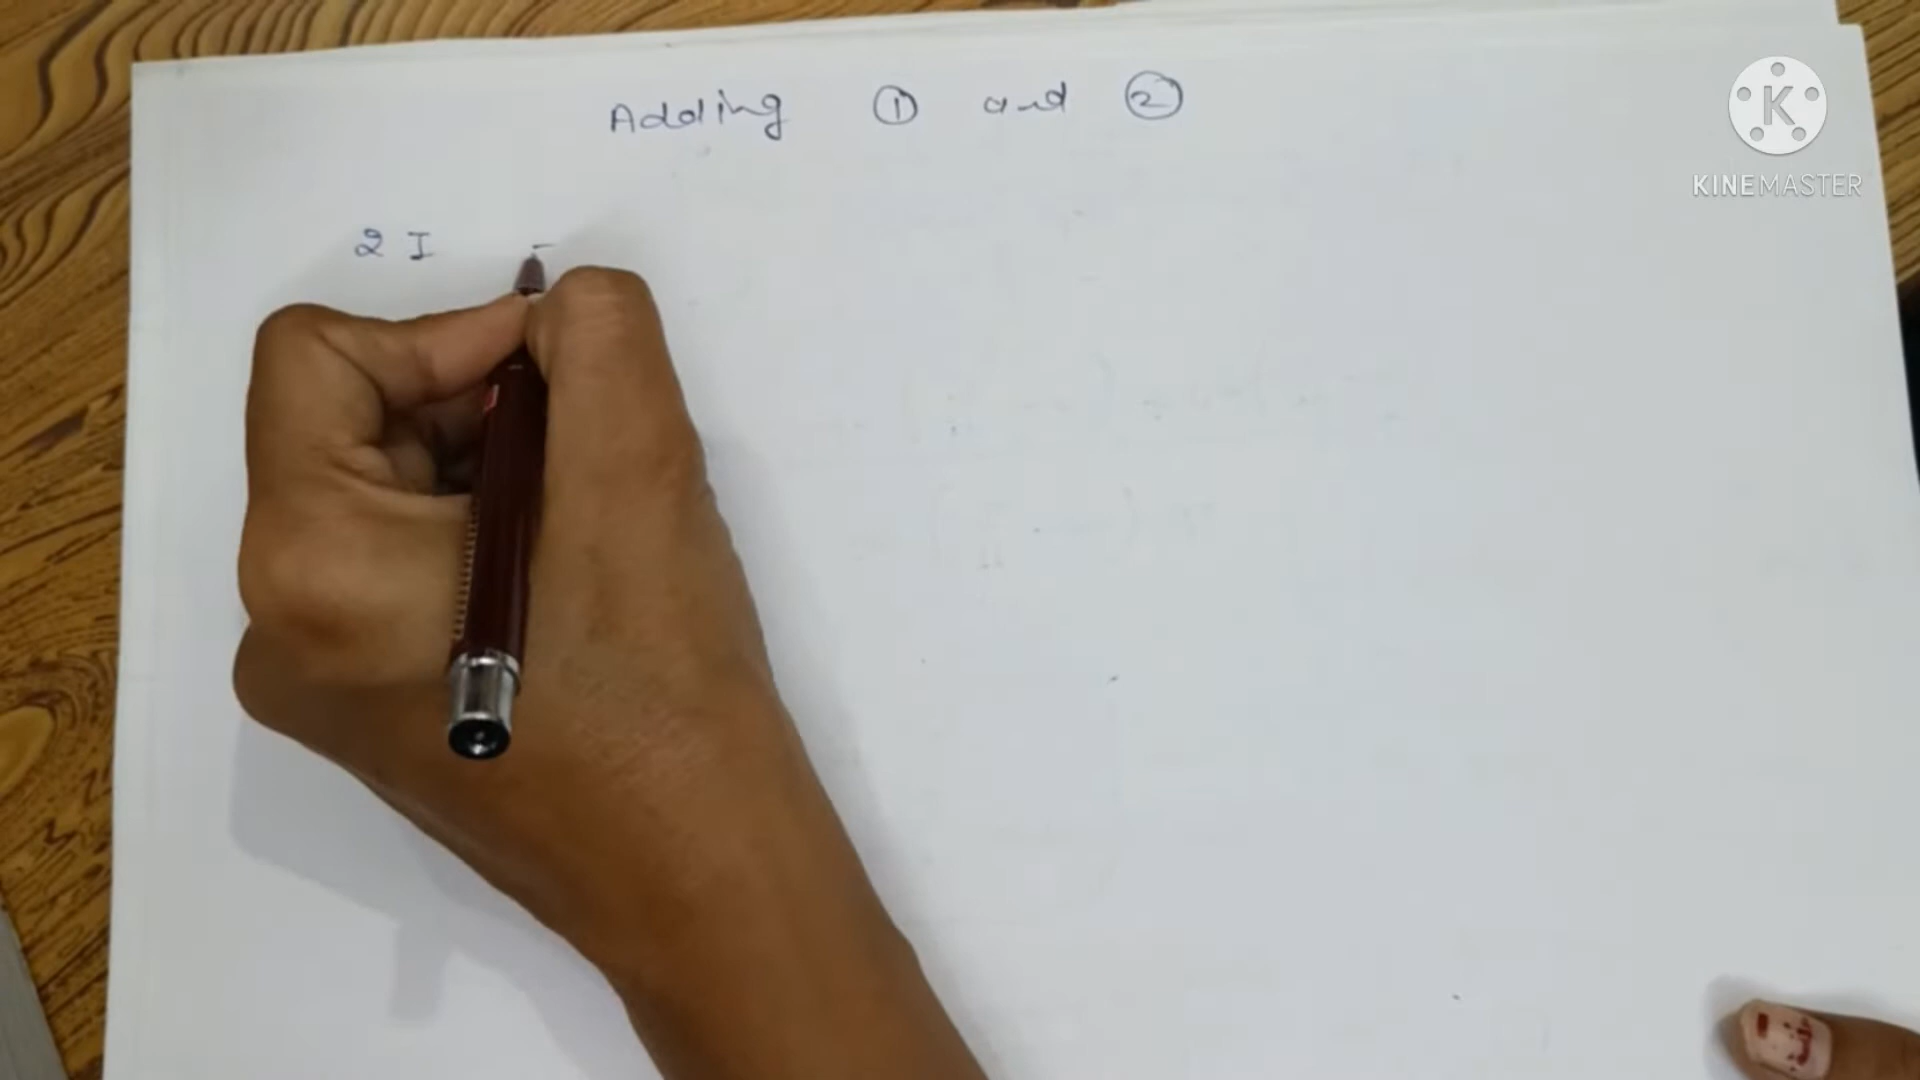 Adding ① and ②
K
KINEMASTER
2 I =